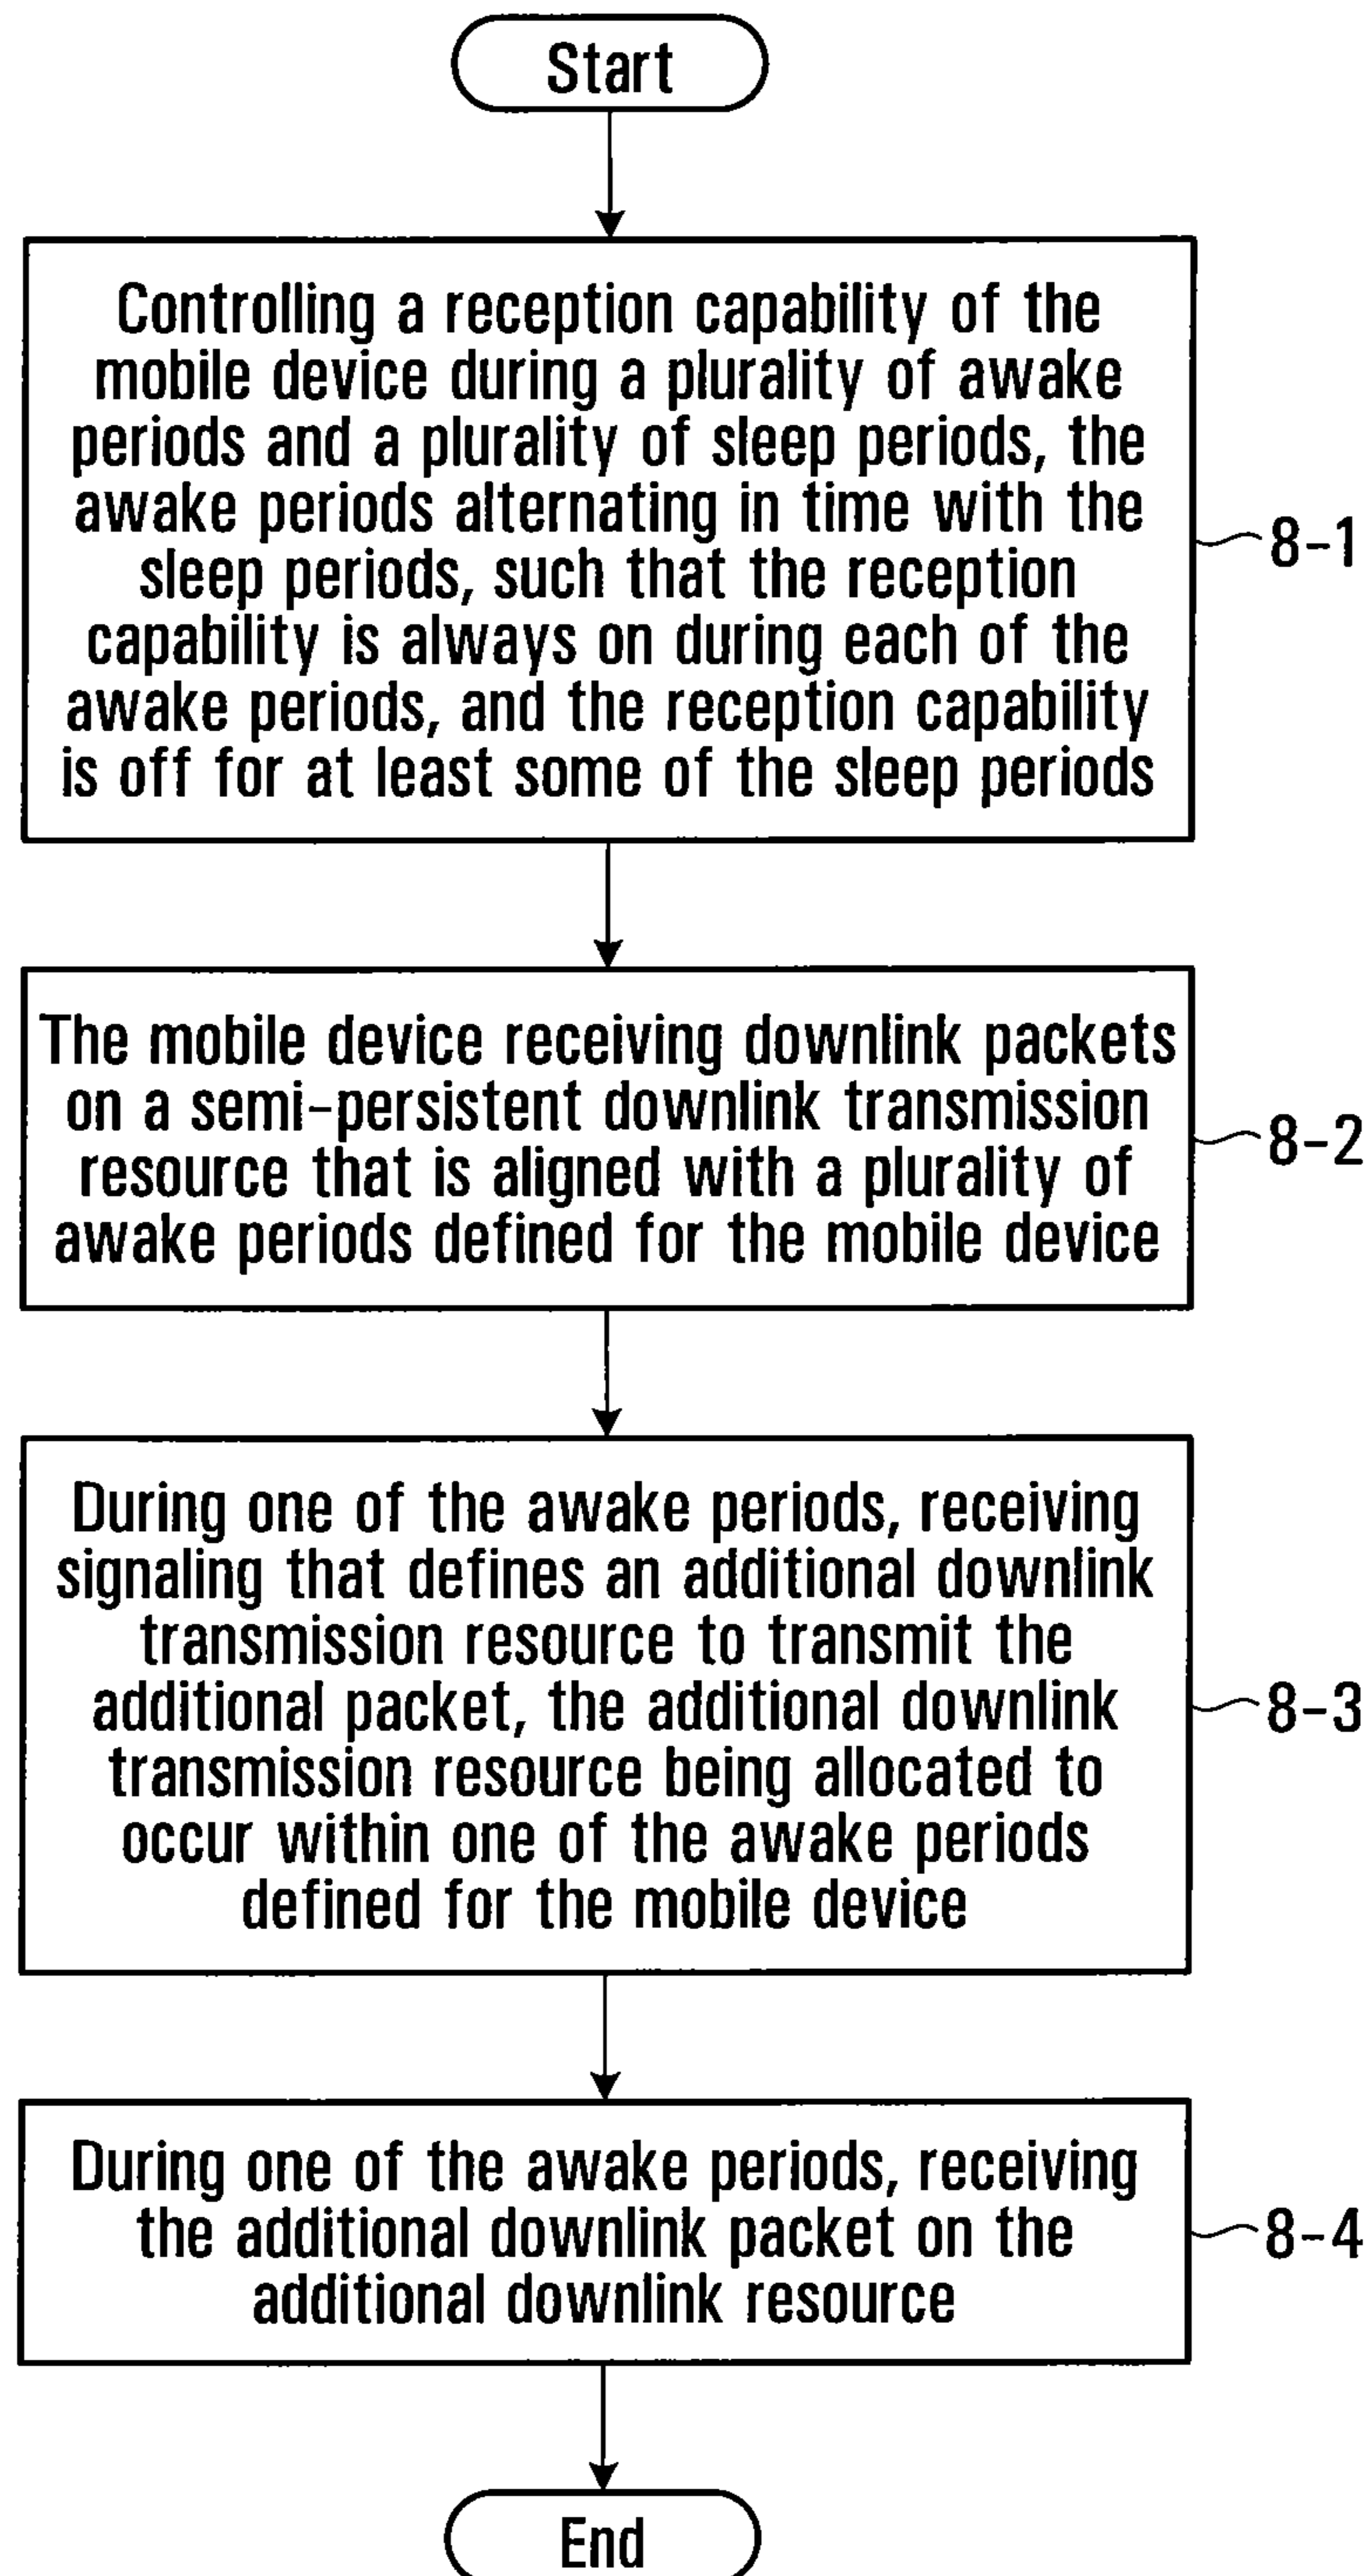 Start
Controlling a reception capability of the
mobile device during a plurality of awake
periods and a plurality of sleep periods, the
awake periods alternating in time with the
sleep periods, such that the reception
capability is always on during each of the
awake periods, and the reception capability
is off for at least some of the sleep periods
8-1
The mobile device receiving downlink packets
on a semi-persistent downlink transmission
resource that is aligned with a plurality of
awake periods defined for the mobile device
8-2
During one of the awake periods, receiving
signaling that defines an additional downlink
transmission resource to transmit the
additional packet, the additional downlink
transmission resource being allocated to
occur within one of the awake periods
defined for the mobile device
8-3
During one of the awake periods, receiving
the additional downlink packet on the
additional downlink resource
8-4
End